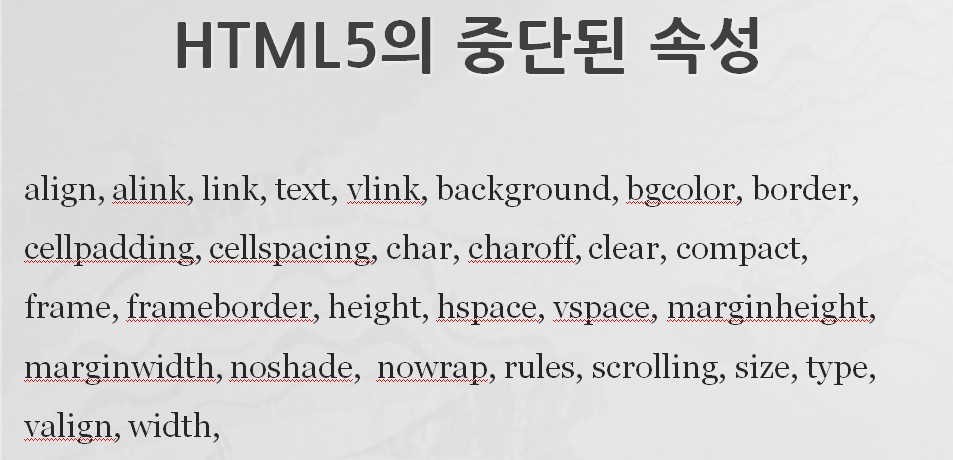 HTML5의 중단된 속성
align, alink, link, text, vlink, background, bgcolor, border,
cellpadding, cellspacing, char, charoff, clear, compact,
frame, frameborder, height, hspace, vspace, marginheight,
marginwidth, noshade, nowrap, rules, scrolling, size, type,
valign, width,